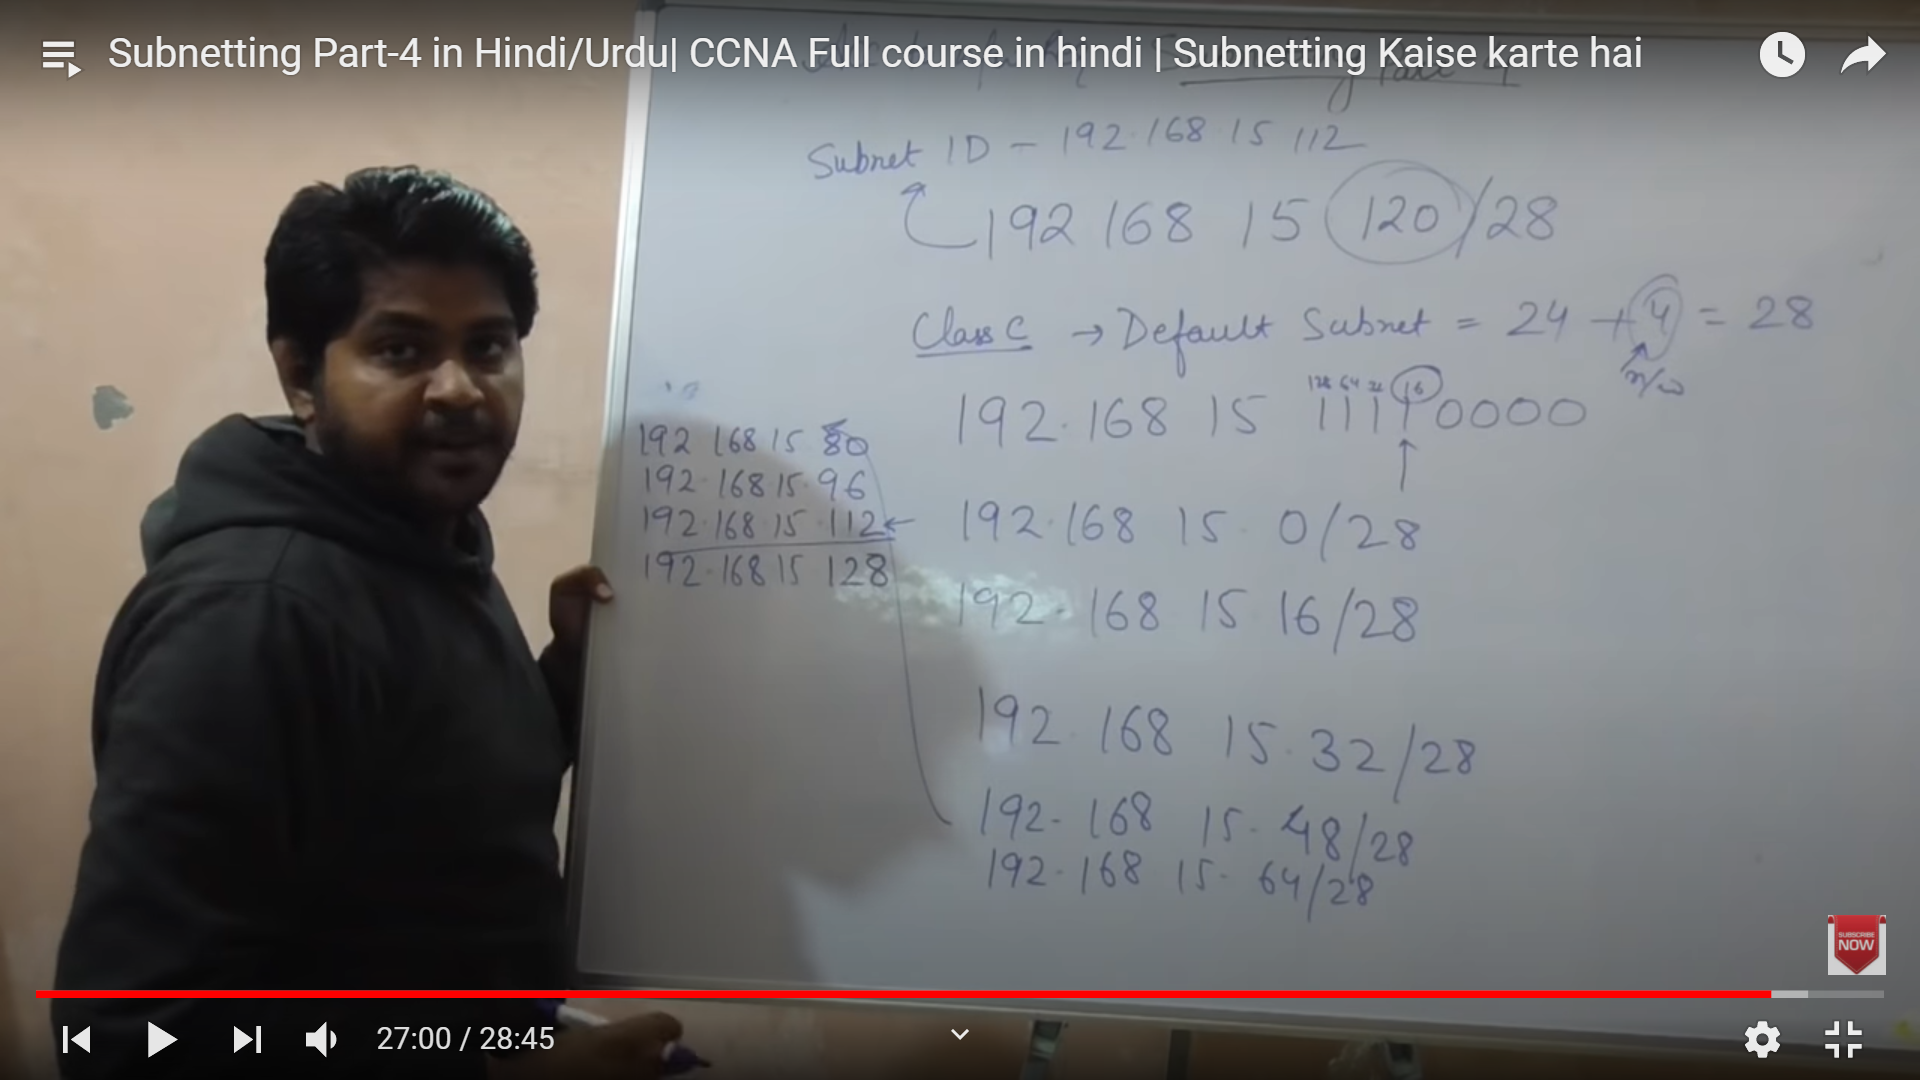 Subnetting Part-4 in Hindi/Urdu| CCNA Full course in hindi | Subnetting Kaise karte hai
Subnet ID - 192.168.15 112
192 168 15 120/28
Class C → Default Subnet = 24 + 4 = 28
n/w
128 64 32 16
192.168 15 11110000
192 168 15 80
192.168 15.96
192.168.15.112 ←
192.168 15 128
192.168 15. 0/28
192.168 15 16/28
192.168 15.32/28
192.168 15.48/28
192.168 15. 64/28
SUBSCRIBE
NOW
27:00 / 28:45